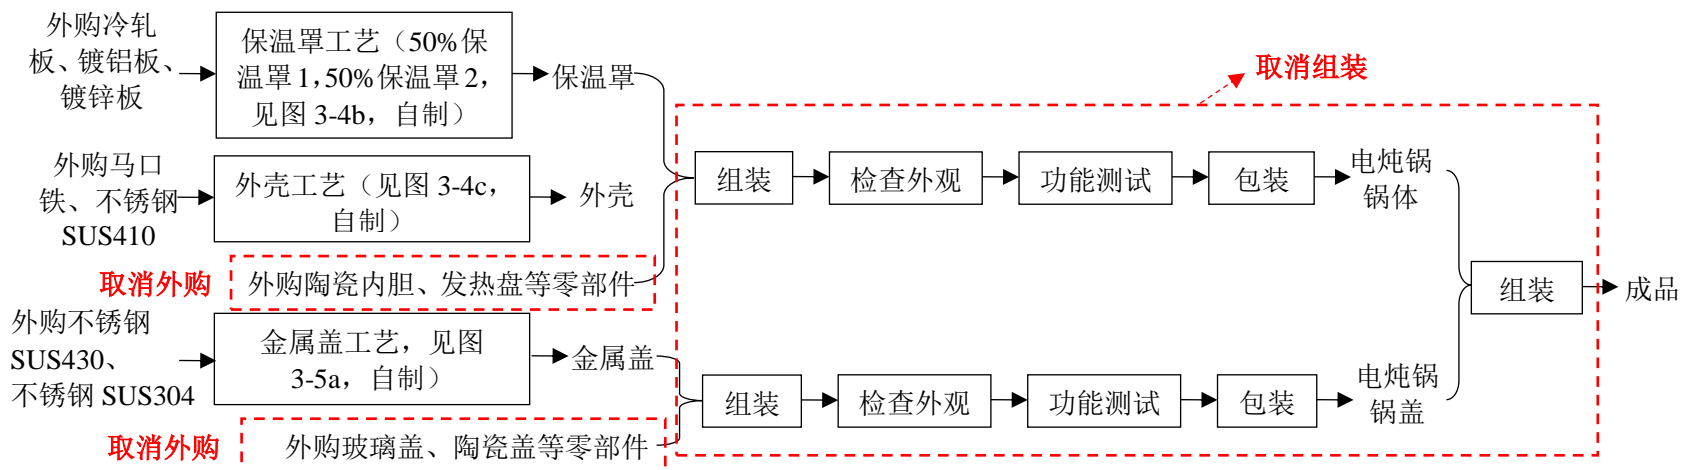 外购冷轧
板、镀铝板、
镀锌板
保温罩工艺（50%保
温罩1，50%保温罩2，
见图 3-4b，自制）
保温罩
取消组装
外购马口
铁、不锈钢
SUS410
外壳工艺（见图 3-4c，
自制）
外壳
组装
检查外观
功能测试
包装
电炖锅
锅体
取消外购
外购陶瓷内胆、发热盘等零部件
组装
成品
外购不锈钢
SUS430、
不锈钢 SUS304
金属盖工艺，见图
3-5a，自制）
金属盖
组装
检查外观
功能测试
包装
电炖锅
锅盖
取消外购
外购玻璃盖、陶瓷盖等零部件